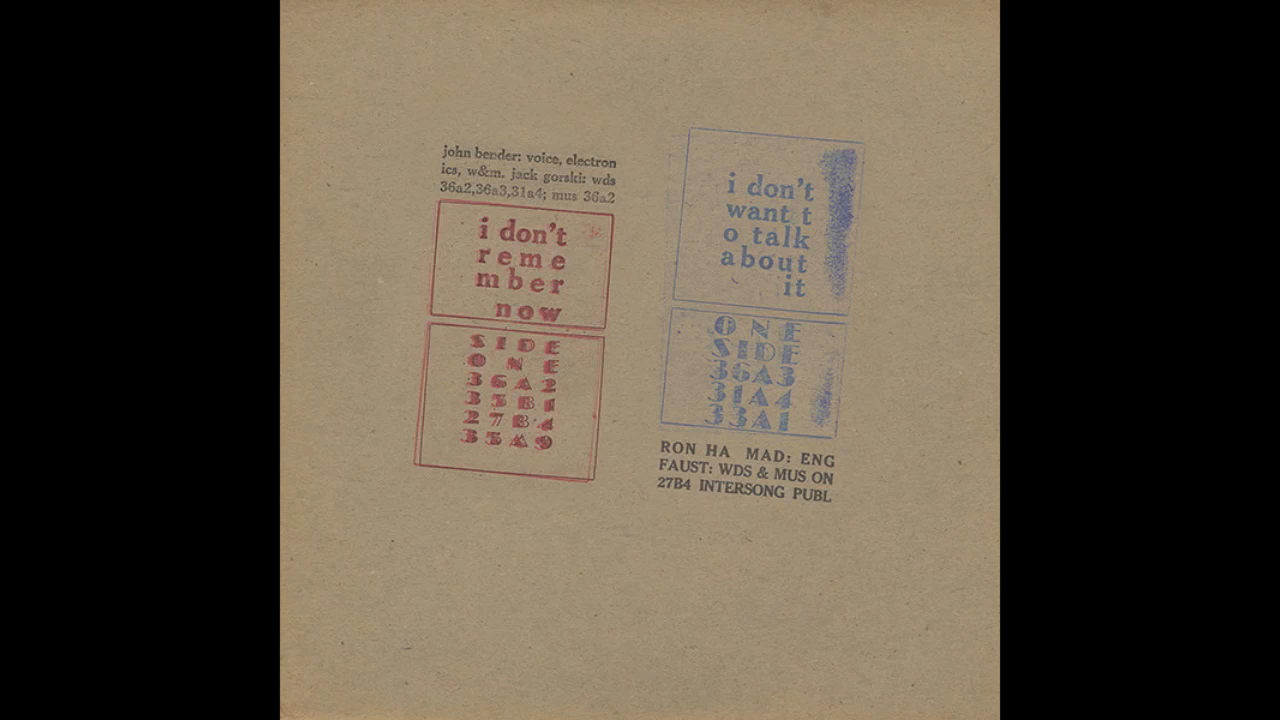 john bender: voice, electron
ics, w&m. jack gorski: wds
36a2,36a3,31a4; mus 36a2
i don't
reme
mber
now
SIDE
ONE
36A2
35B1
27B4
35A9
i don't
want t
o talk
about
it
ONE
SIDE
36A3
31A4
33A1
RON HA MAD: ENG
FAUST: WDS & MUS ON
27B4 INTERSONG PUBL